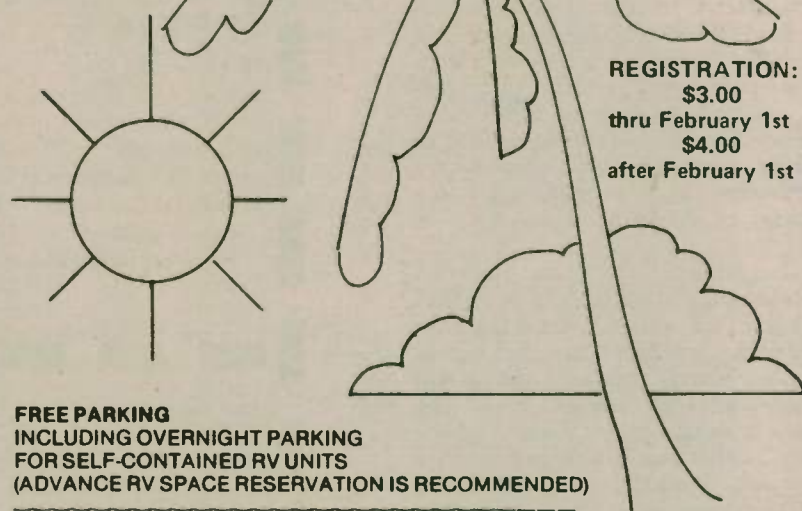 REGISTRATION:
$3.00
thru February 1st
$4.00
after February 1st
FREE PARKING
INCLUDING OVERNIGHT PARKING
FOR SELF-CONTAINED RV UNITS
(ADVANCE RV SPACE RESERVATION IS RECOMMENDED)